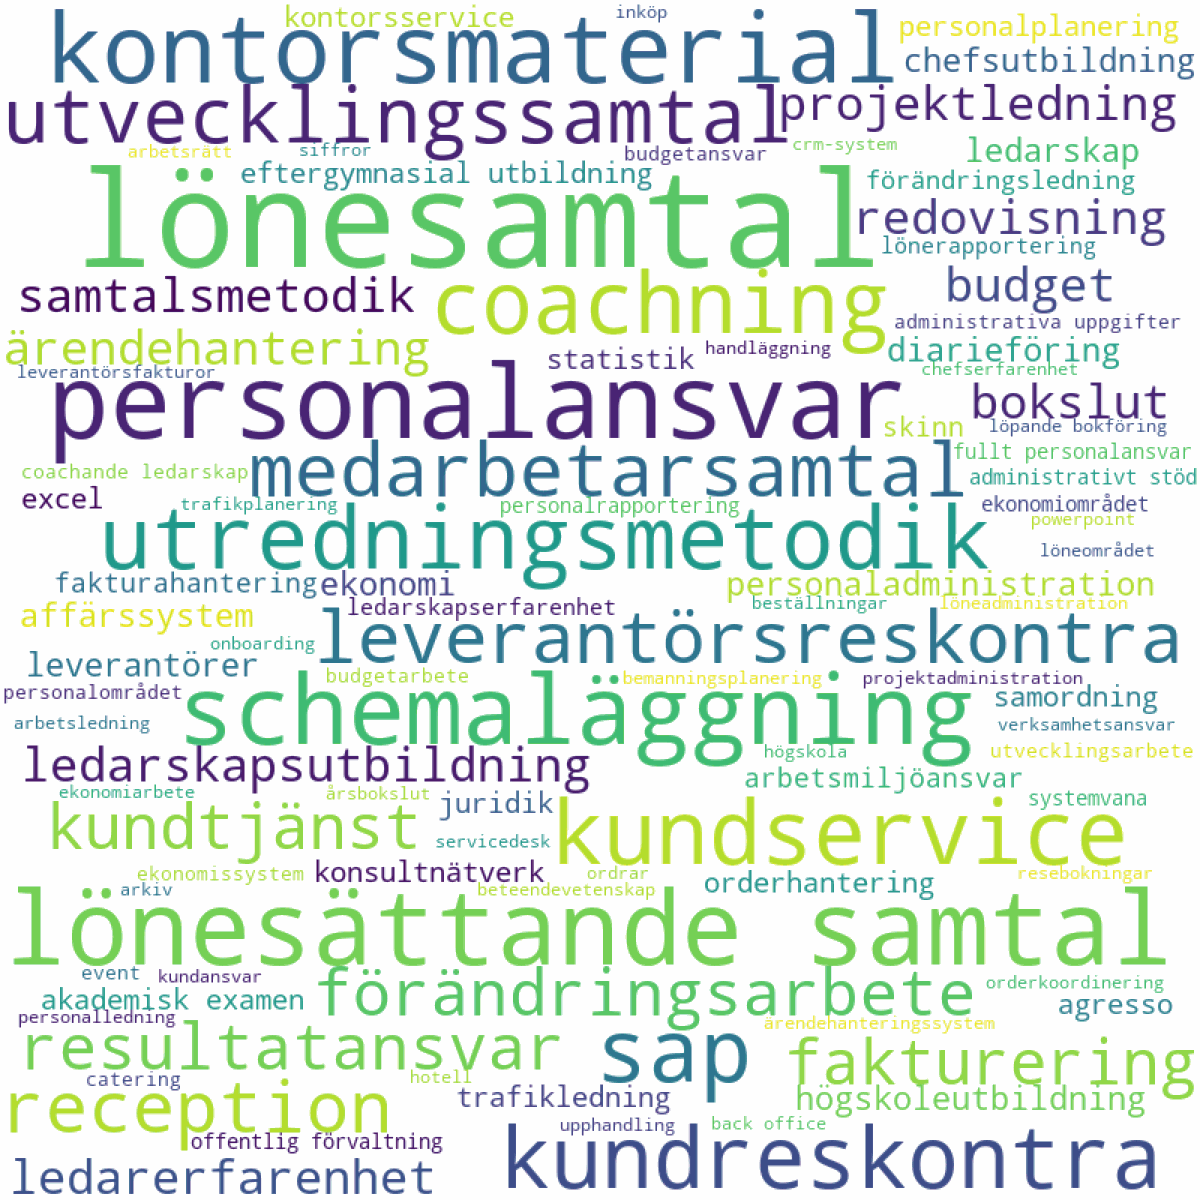 kontorsservice
inköp
personalplanering
kontorsmaterial
chefsutbildning
utvecklingssamtal
projektledning
arbetsrätt
siffror
budgetansvar
crm-system
ledarskap
eftergymnasial utbildning
förändringsledning
lönesamtal
redovisning
lönerapportering
samtalsmetodik
coachning
budget
administrativa uppgifter
ärendehantering
statistik
handläggning
diarieföring
leverantörsfakturor
chefserfarenhet
personalansvar
bokslut
skinn
löpande bokföring
medarbetarsamtal
fullt personalansvar
coachande ledarskap
administrativt stöd
excel
trafikplanering
personalrapportering
ekonomiområdet
utredningsmetodik
powerpoint
löneområdet
fakturahantering
ekonomi
personaladministration
affärssystem
ledarskapserfarenhet
beställningar
löneadministration
onboarding
leverantörsreskontra
leverantörer
budgetarbete
bemanningsplanering
projektadministration
personalområdet
schemaläggning
samordning
arbetsledning
verksamhetsansvar
ledarskapsutbildning
högskola
utvecklingsarbete
arbetsmiljöansvar
ekonomiarbete
årsbokslut
juridik
systemvana
kundtjänst
servicedesk
kundservice
ekonomissystem
konsultnätverk
ordrar
resebokningar
arkiv
beteendevetenskap
orderhantering
lönesättande samtal
event
kundansvar
förändringsarbete
orderkoordinering
akademisk examen
agresso
personalledning
ärendehanteringssystem
resultatansvar
sap
fakturering
catering
hotell
reception
trafikledning
högskoleutbildning
offentlig förvaltning
upphandling
back office
ledarerfarenhet
kundreskontra